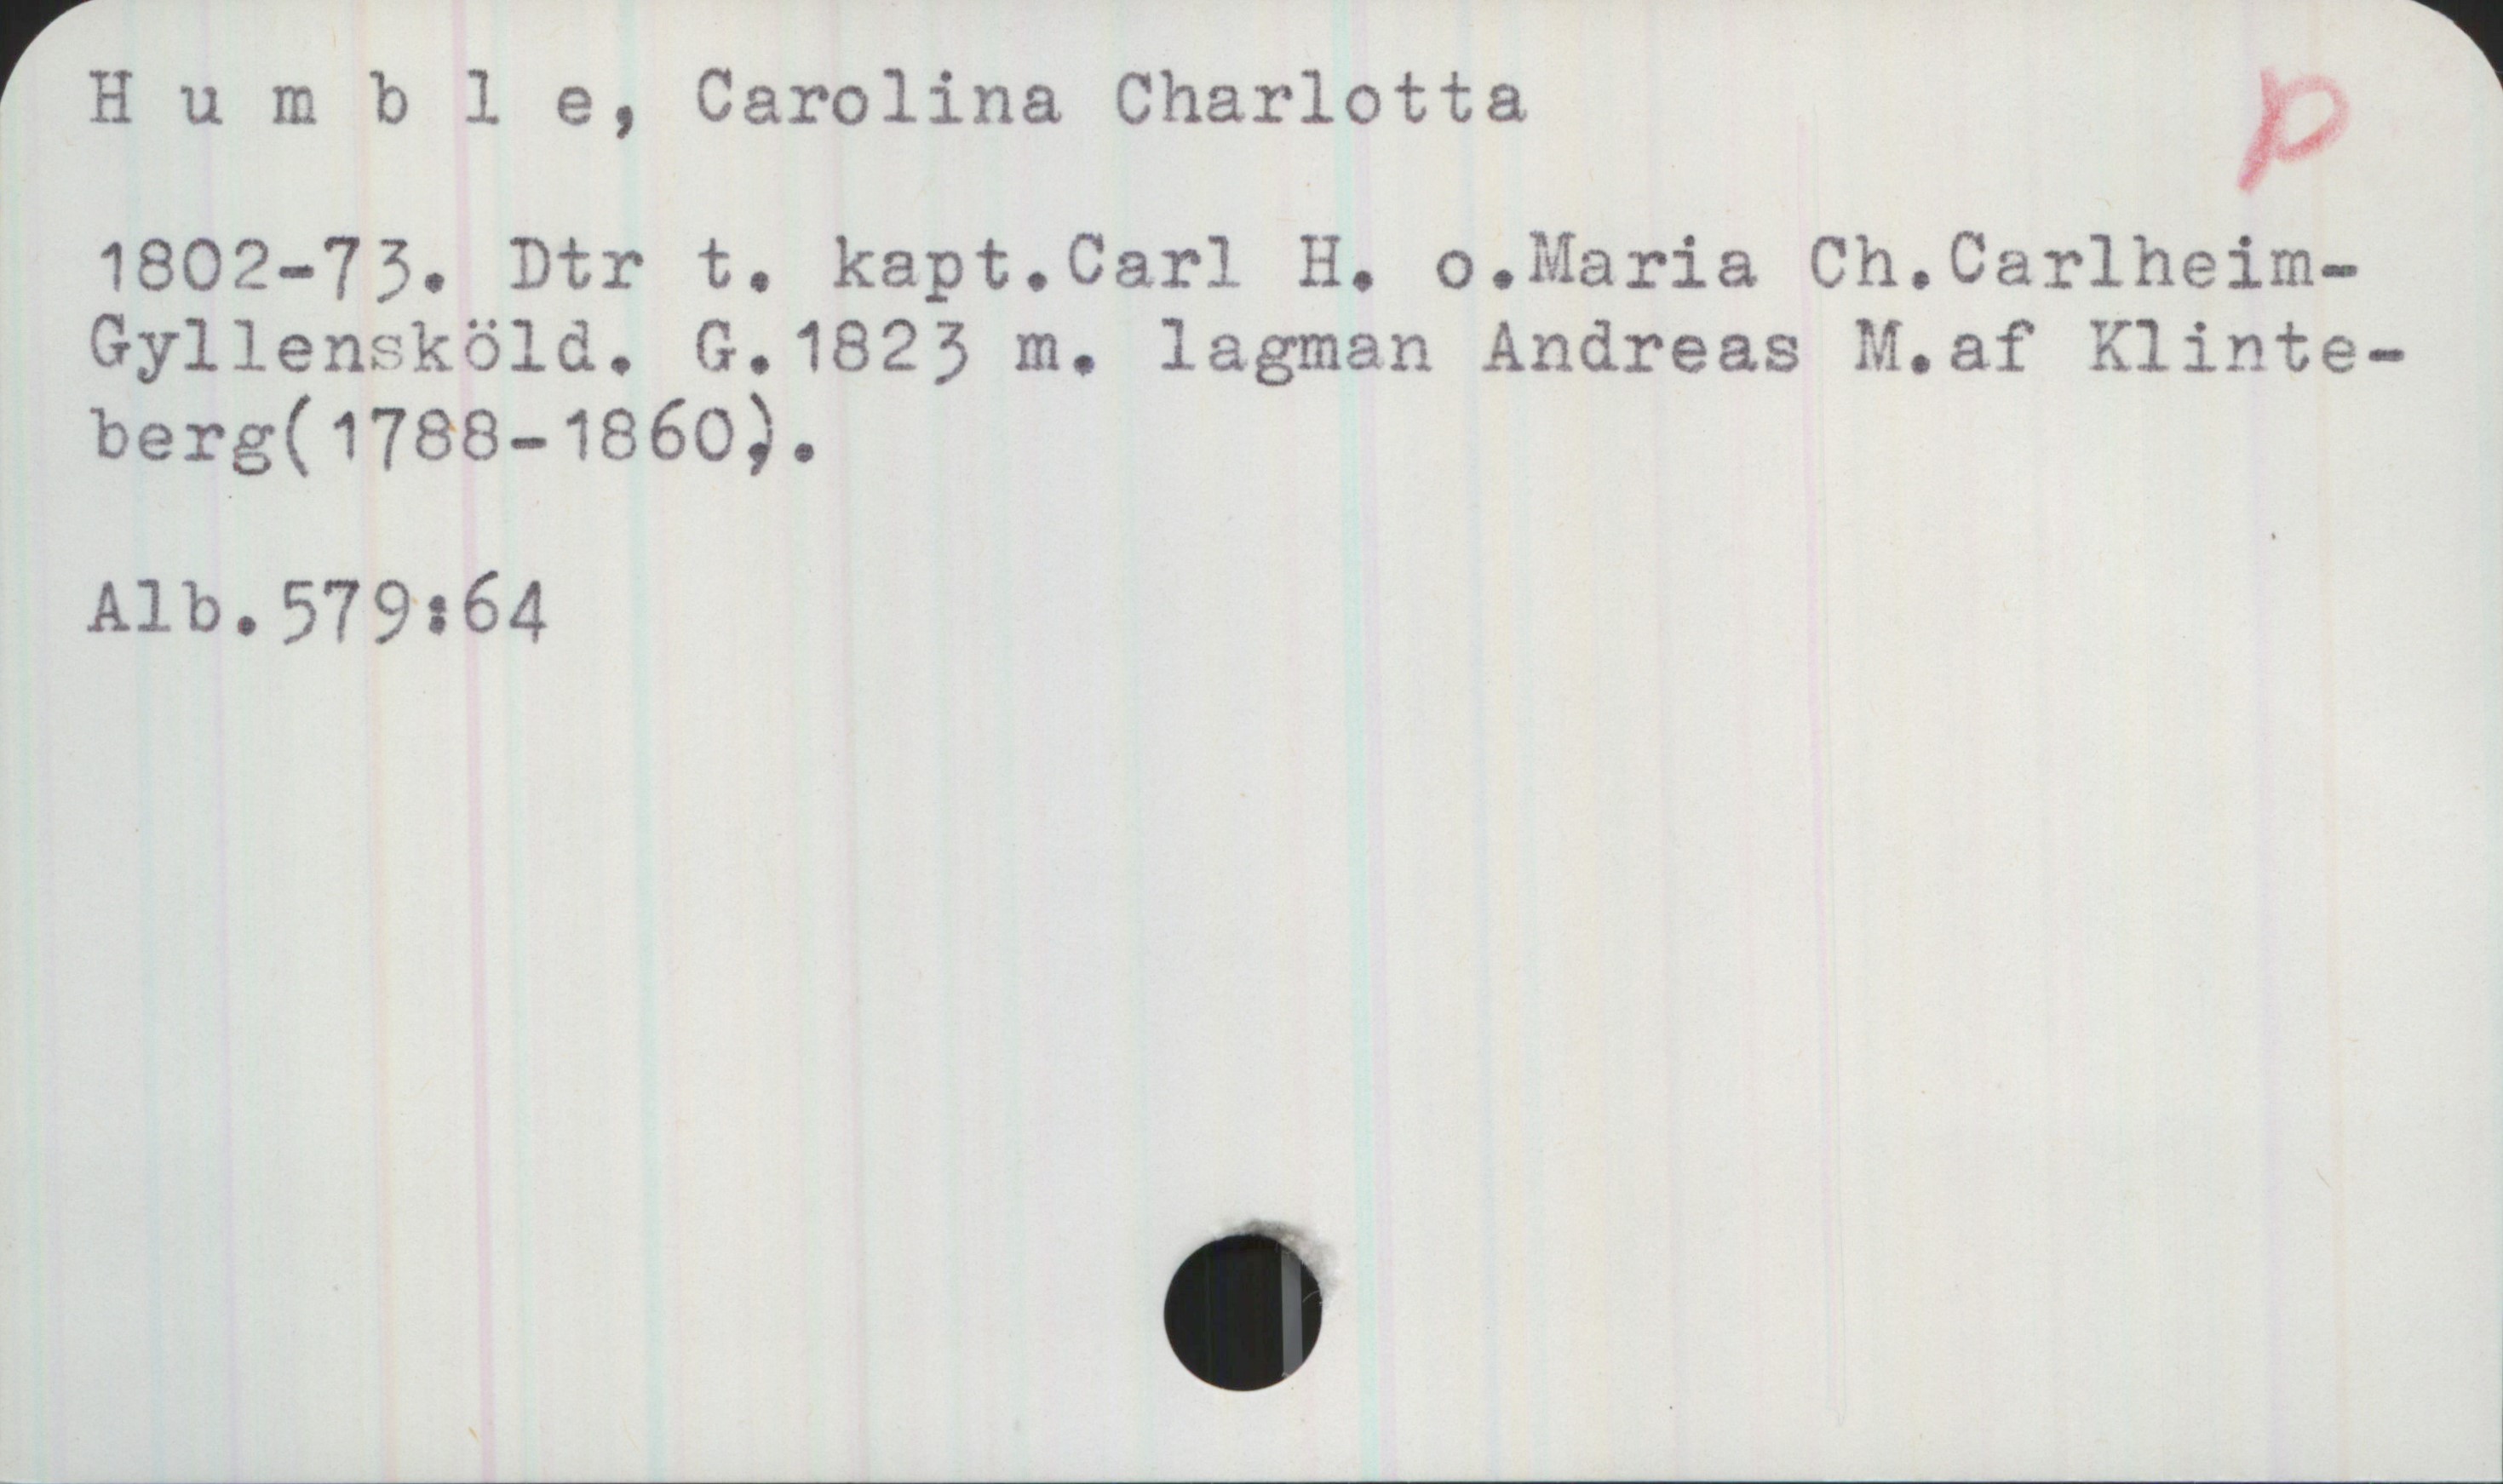 H u m b l e, Carolina Charlotta
p
1802-73. Dtr t. kapt.Carl H. o.Maria Ch.Carlheim-
Gyllensköld. G.1823 m. lagman Andreas M.af Klinte-
berg(1788-1860).
Alb.579:64